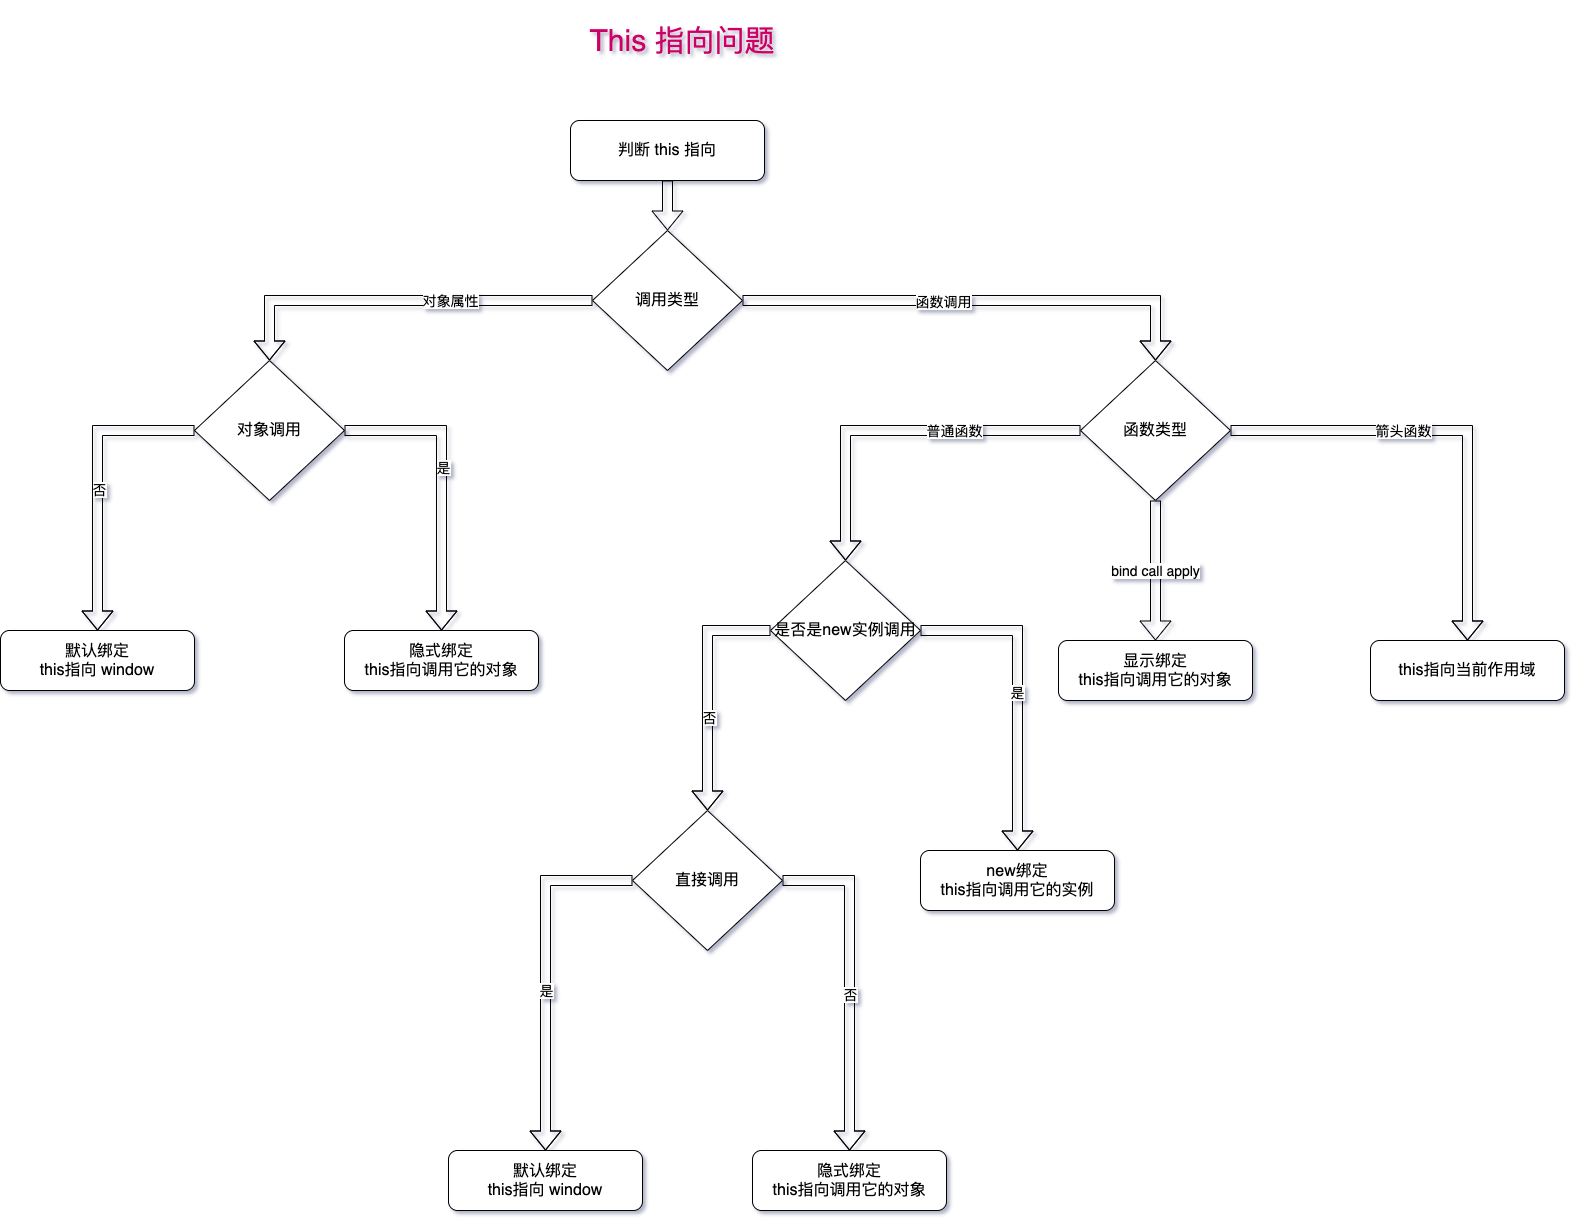 This 指向问题
判断 this 指向
调用类型
对象属性
函数调用
对象调用
函数类型
否
是
普通函数
箭头函数
bind call apply
默认绑定
this指向 window
隐式绑定
this指向调用它的对象
是否是new实例调用
显示绑定
this指向调用它的对象
this指向当前作用域
否
是
直接调用
new绑定
this指向调用它的实例
是
否
默认绑定
this指向 window
隐式绑定
this指向调用它的对象